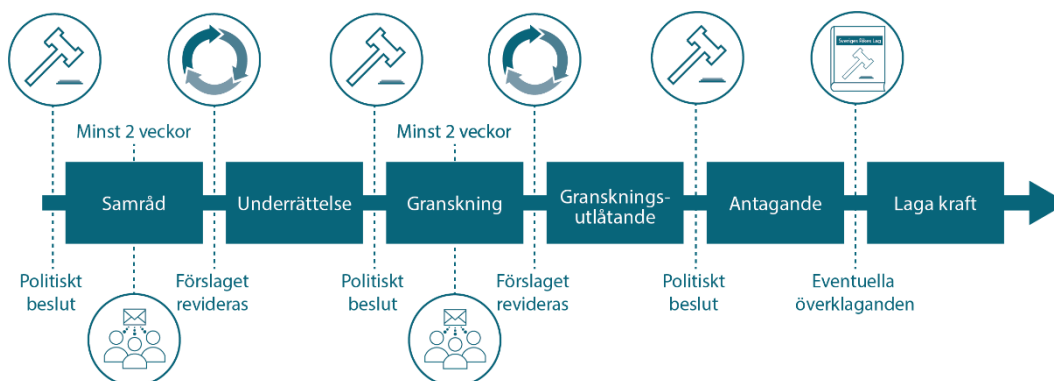 Sveriges Rikes Lag
Minst 2 veckor
Minst 2 veckor
Samråd
Underrättelse
Granskning
Gransknings-
utlåtande
Antagande
Laga kraft
Politiskt
beslut
Förslaget
revideras
Politiskt
beslut
Förslaget
revideras
Politiskt
beslut
Eventuella
överklaganden